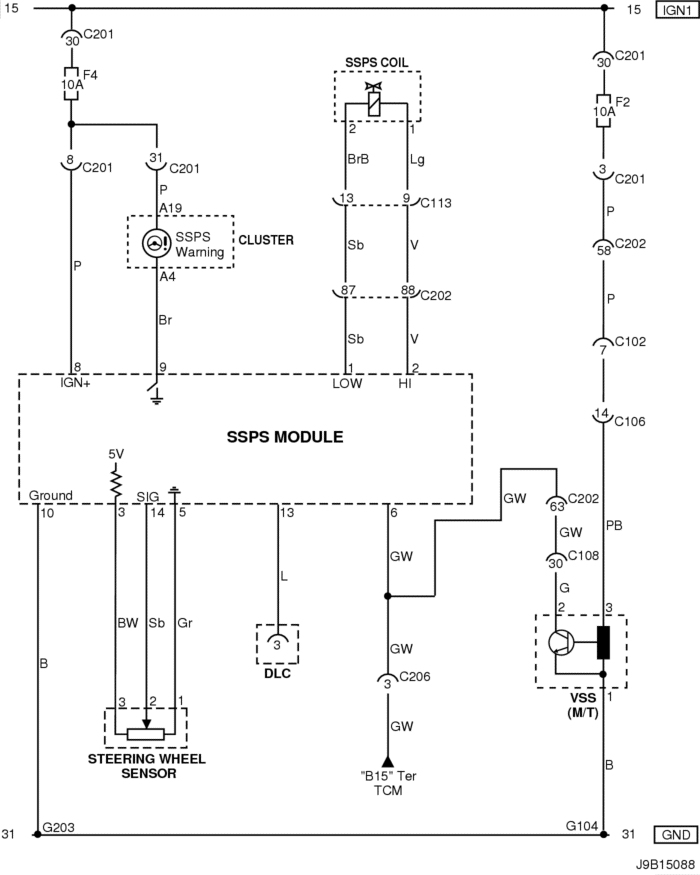 15
15 IGN1
30 C201
F4
10A
SSPS COIL
30 C201
F2
10A
2 1
8 C201
31 C201
BrB Lg
3 C201
P
A19
13 9 C113
P
SSPS
Warning
CLUSTER
Sb V
58 C202
P
A4
87 88 C202
P
Br
Sb V
7 C102
8 9 1 2
IGN+ LOW HI
14 C106
SSPS MODULE
5V
Ground SIG
10 3 14 5 13 6
GW
63 C202
PB
GW
GW
30 C108
L
G
2 3
BW Sb Gr
3
DLC
GW
B
3 C206
VSS
(M/T)
1
3 2 1
GW
STEERING WHEEL
SENSOR
B
"B15" Ter
TCM
31 G203
G104 31 GND
J9B15088